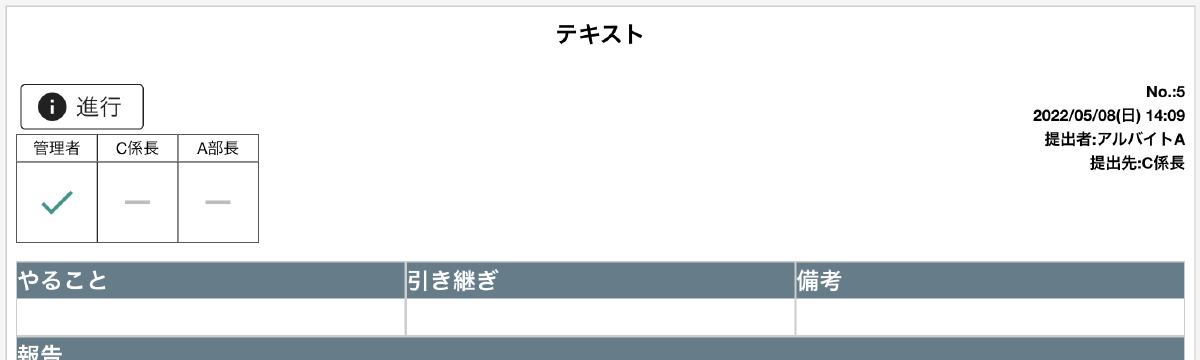 テキスト
進行
No.:5
2022/05/08(日) 14:09
提出者:アルバイトA
提出先:C係長
管理者 C係長 A部長
やること 引き継ぎ 備考
報告